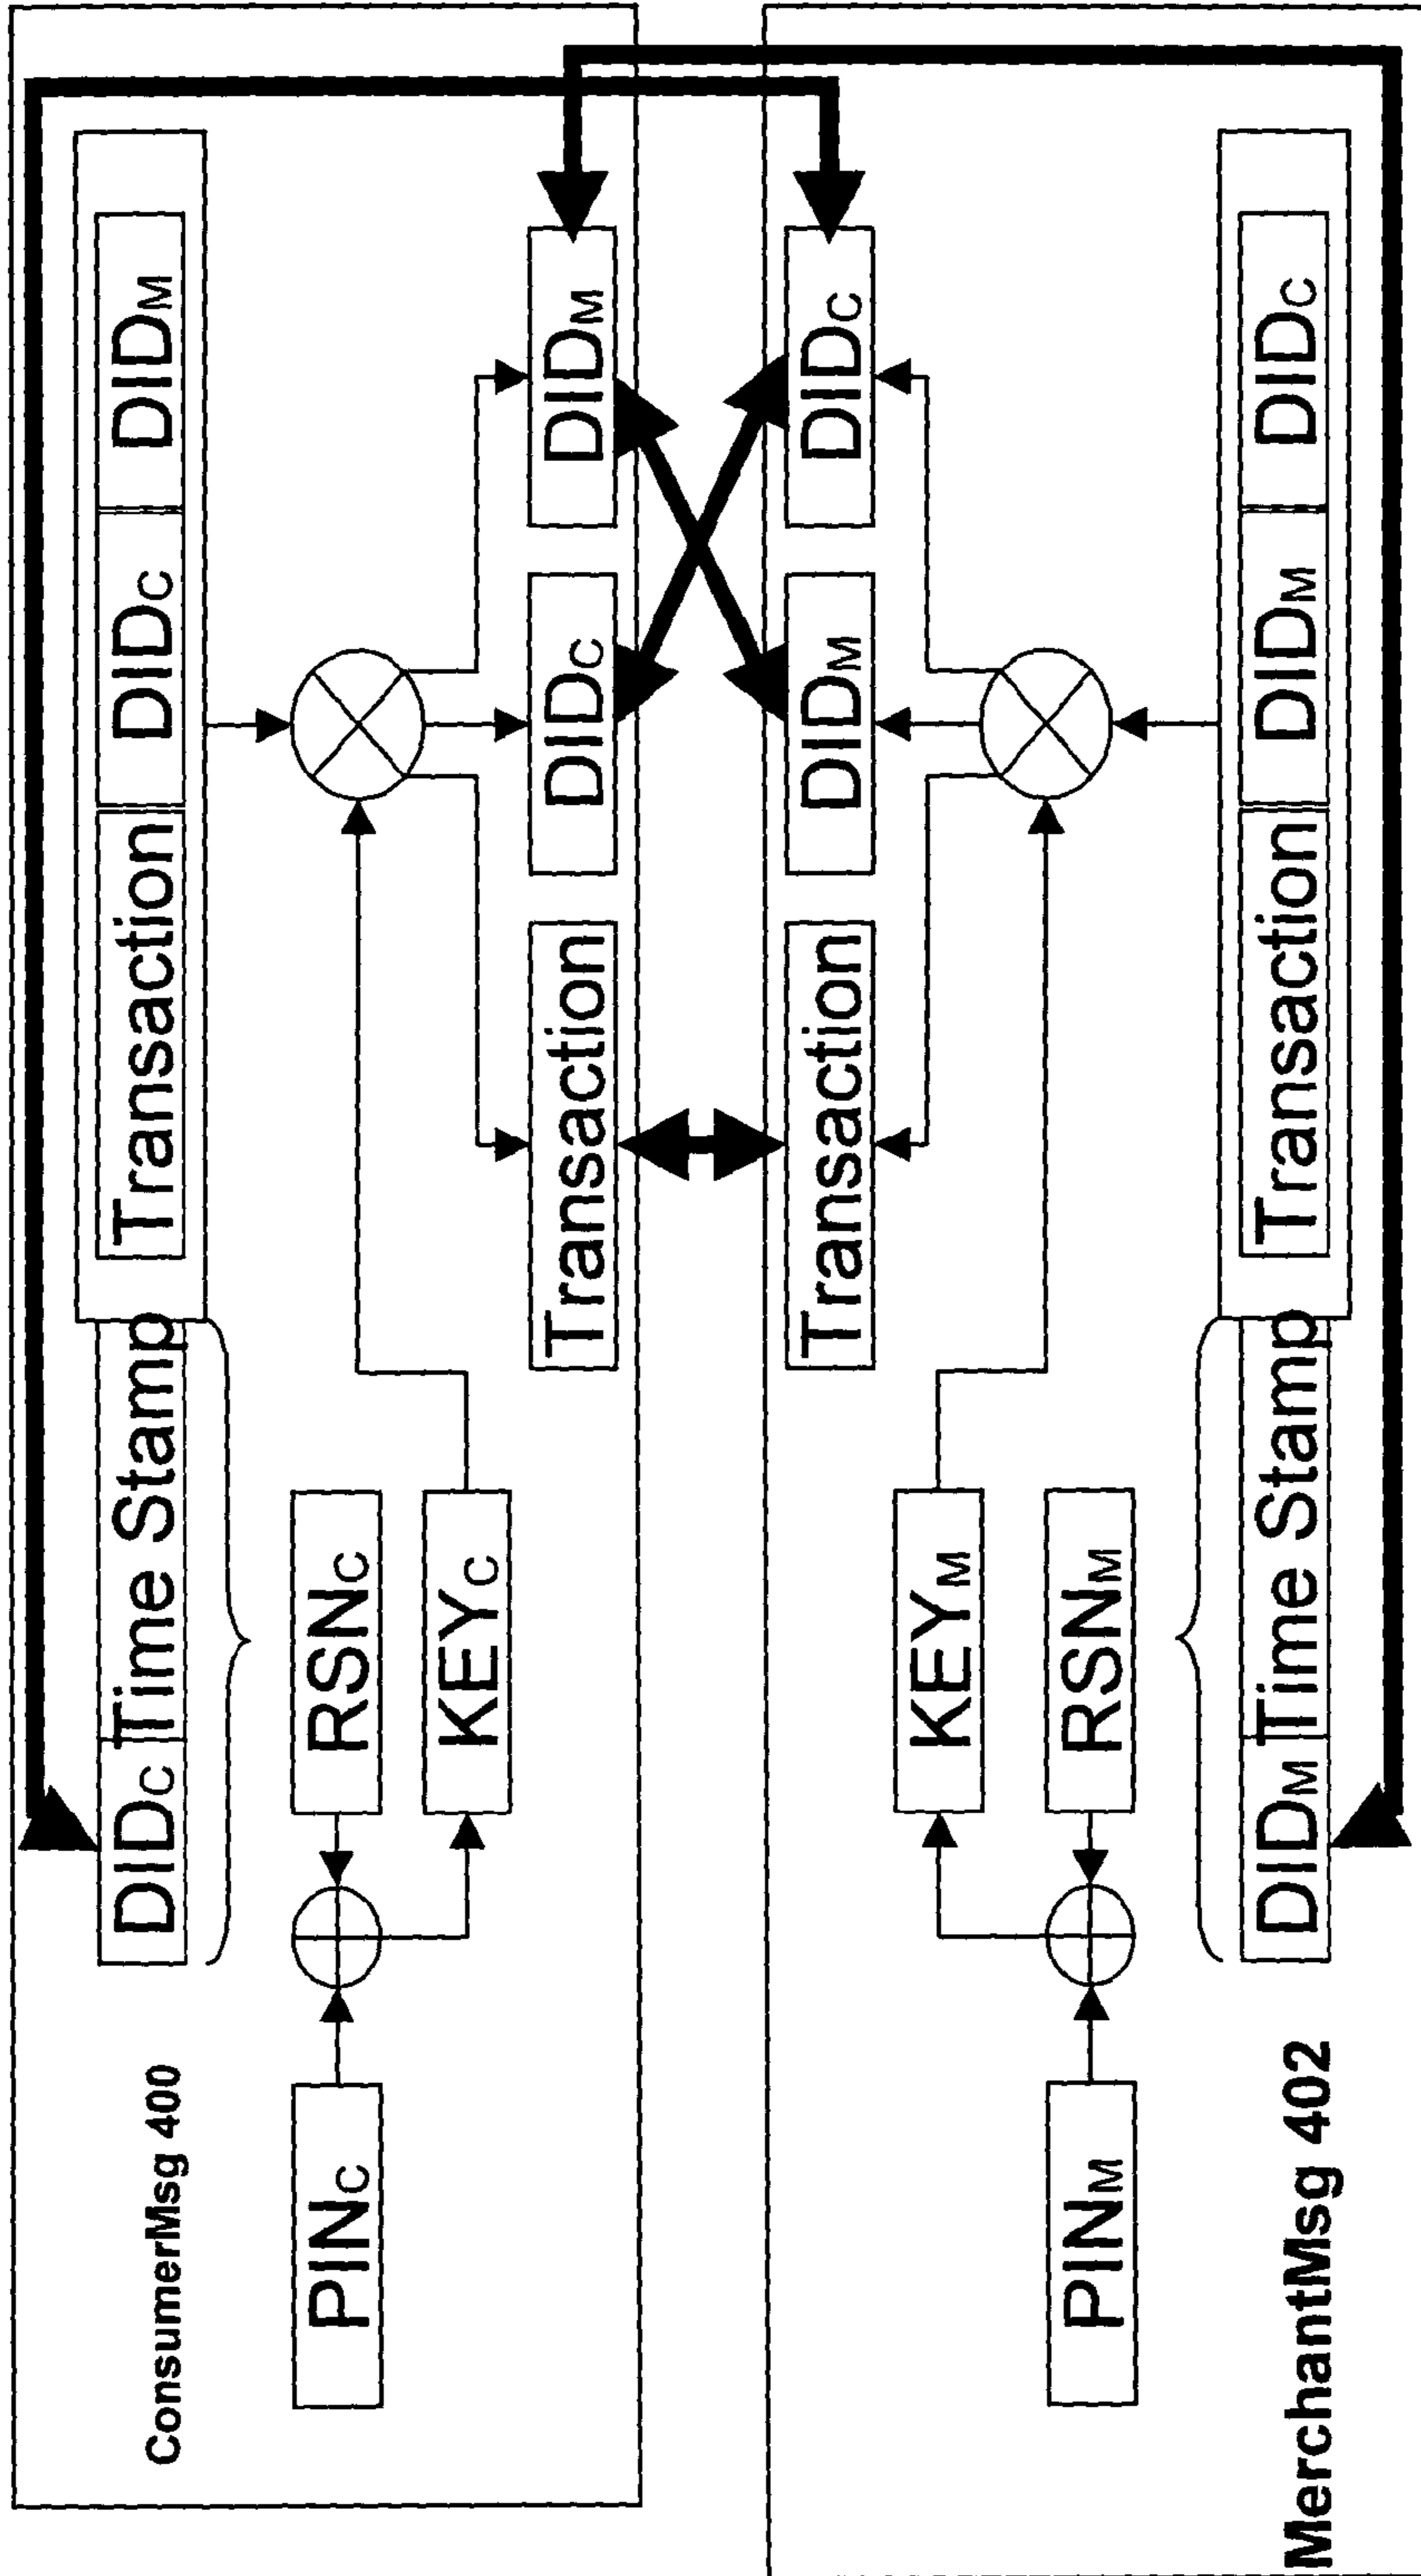 ConsumerMsg 400
DIDC Time Stamp Transaction DIDC DIDM
PINC
RSNC
KEYC
Transaction DIDC DIDM
Transaction DIDM DIDC
KEYM
RSNM
PINM
DIDM Time Stamp Transaction DIDM DIDC
MerchantMsg 402